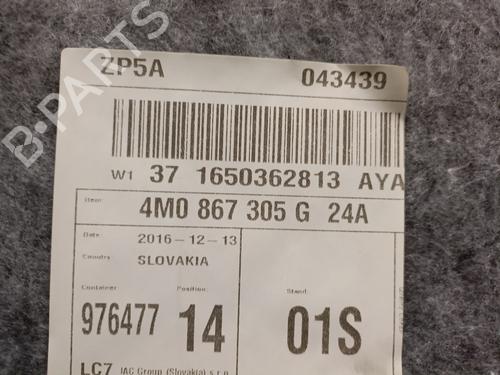 ZP5A 043439
W1 37 1650362813 AYA
Item:
4M0 867 305 G 24A
Date: 2016-12-13
Country: SLOVAKIA
Container Position: Stand:
976477 14 01S
LC7 IAC Group (Slovakia) s.r.o
B-PARTS